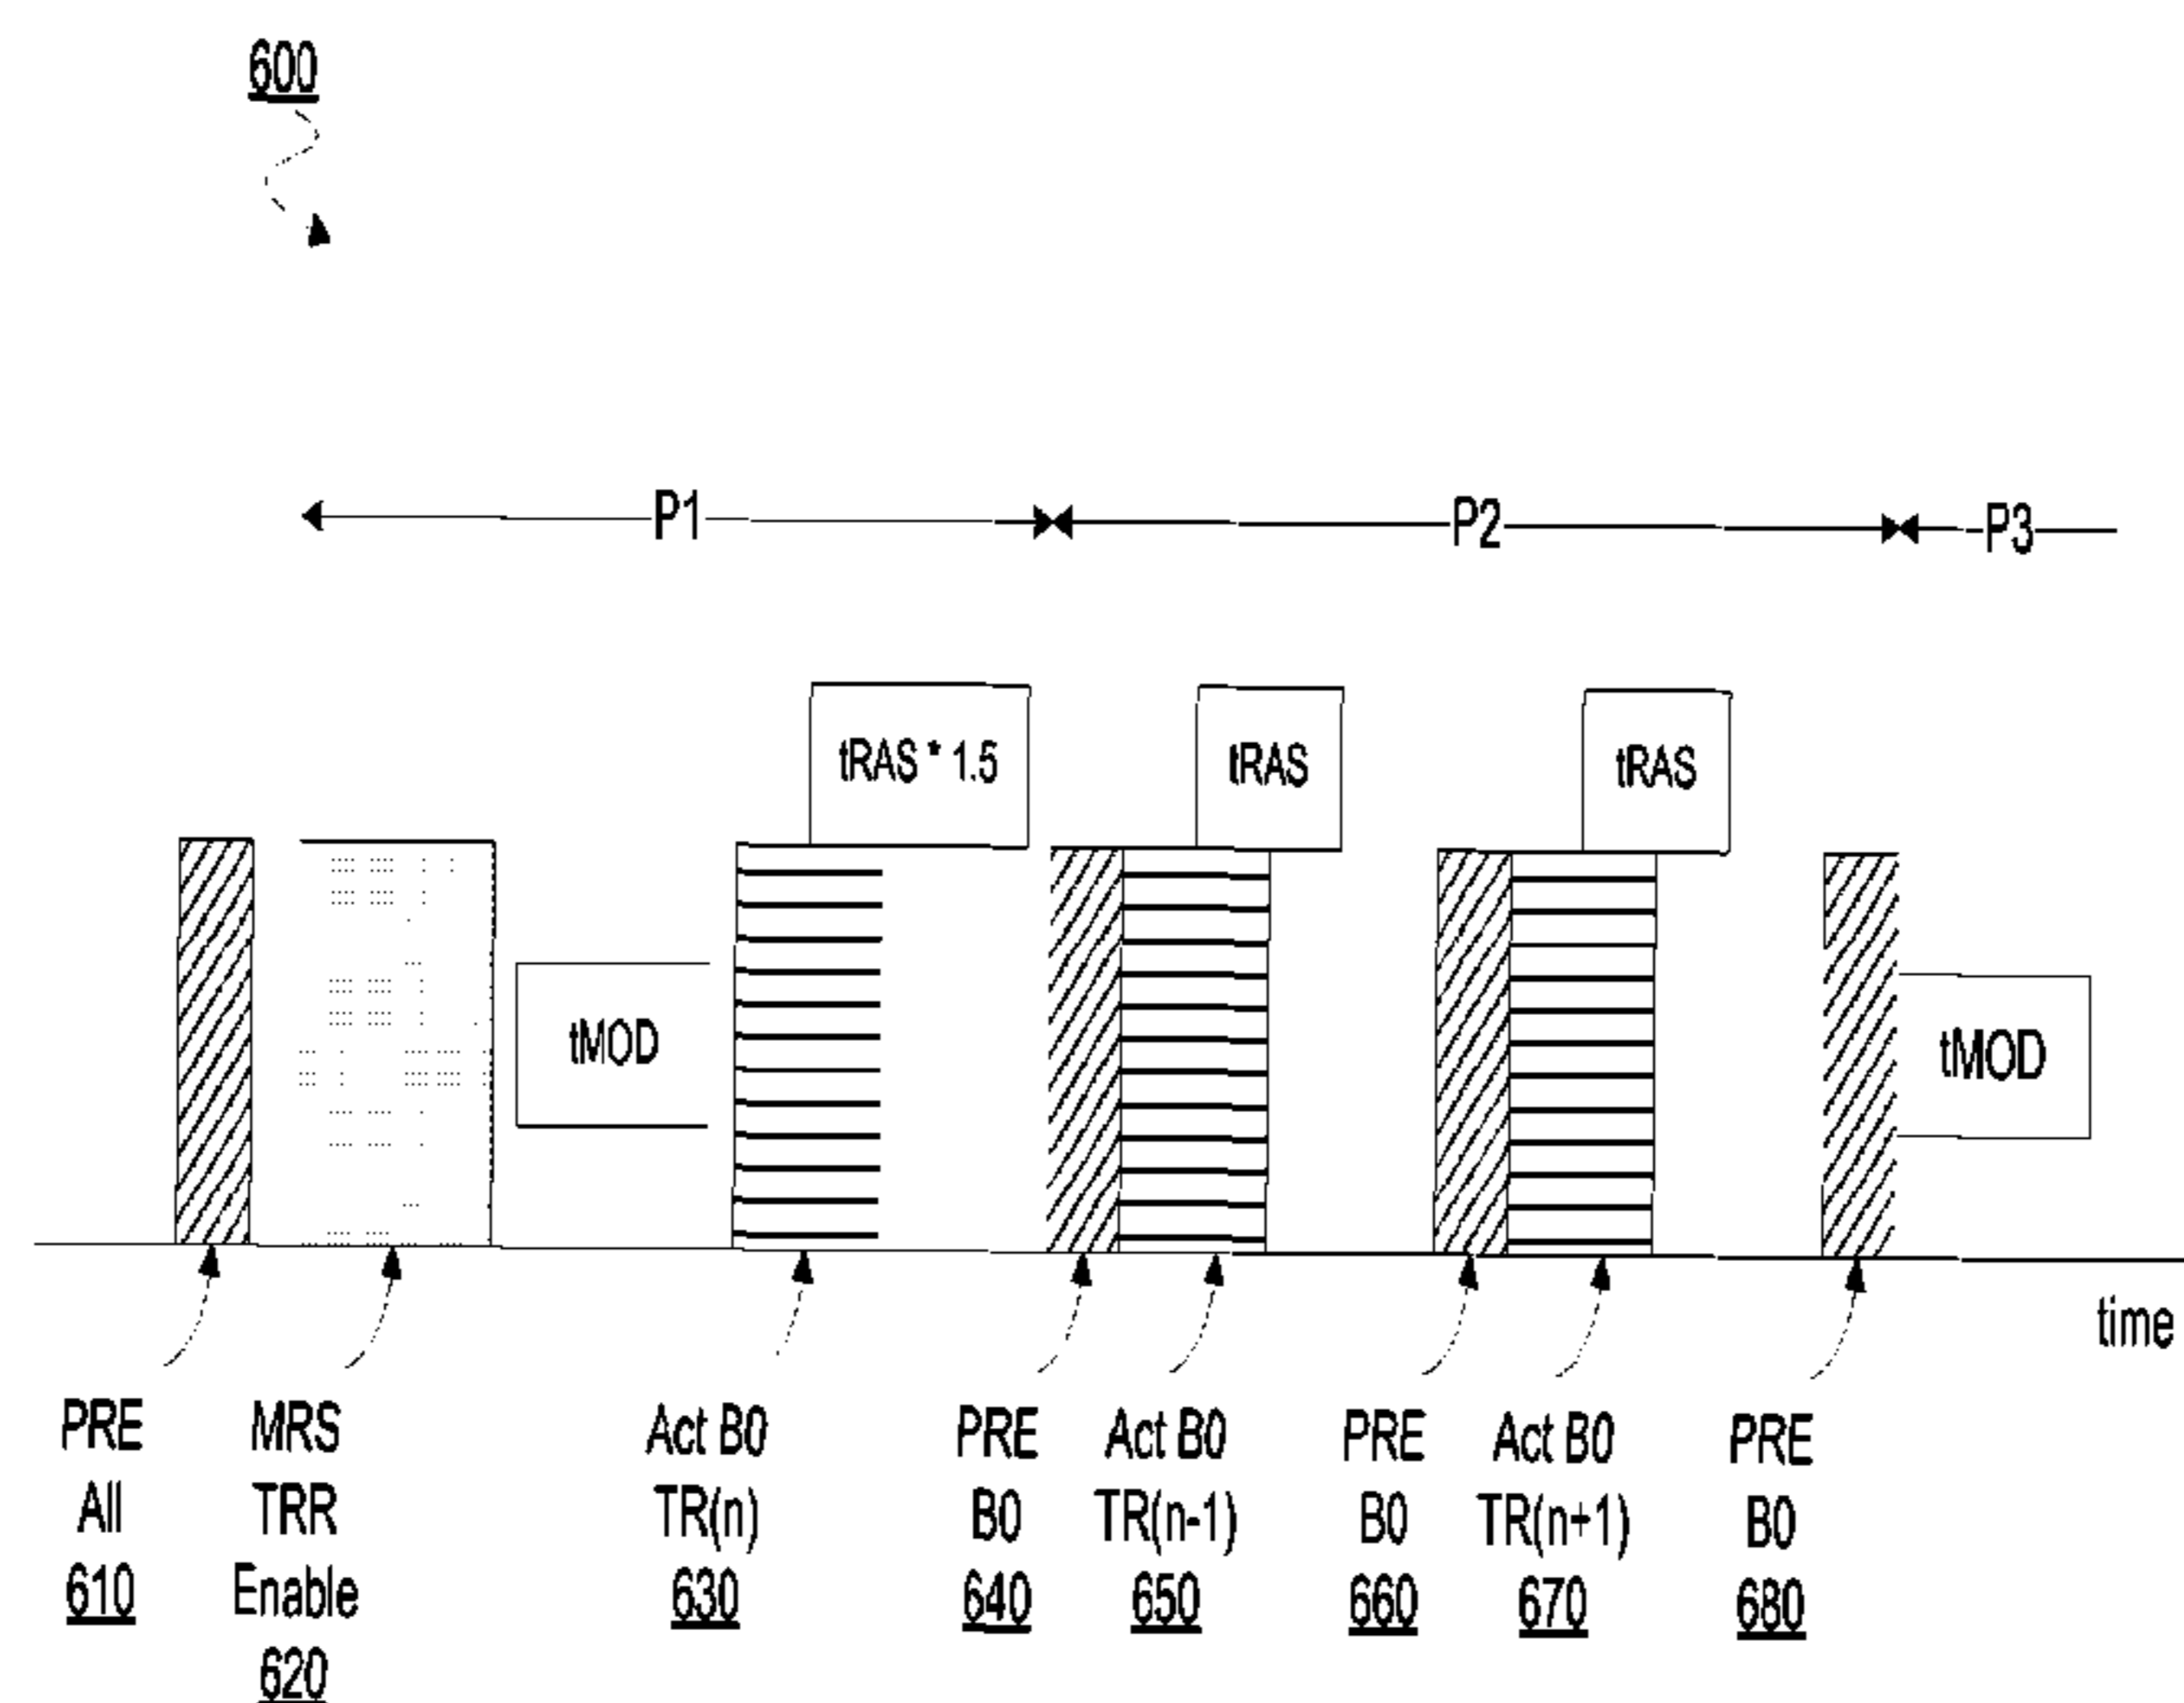 600
P1
P2
P3
tRAS * 1.5
tRAS
tRAS
tMOD
tMOD
time
PRE
All
610
MRS
TRR
Enable
620
Act B0
TR(n)
630
PRE
B0
640
Act B0
TR(n-1)
650
PRE
B0
660
Act B0
TR(n+1)
670
PRE
B0
680